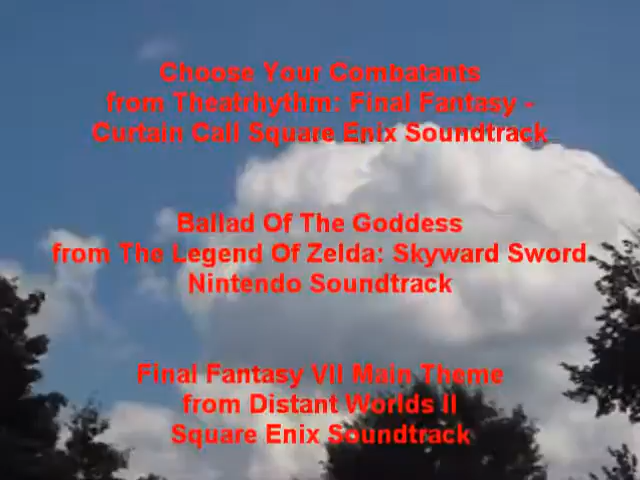 Choose Your Combatants
from Theatrhythm: Final Fantasy -
Curtain Call Square Enix Soundtrack
Ballad Of The Goddess
from The Legend Of Zelda: Skyward Sword
Nintendo Soundtrack
Final Fantasy VII Main Theme
from Distant Worlds II
Square Enix Soundtrack